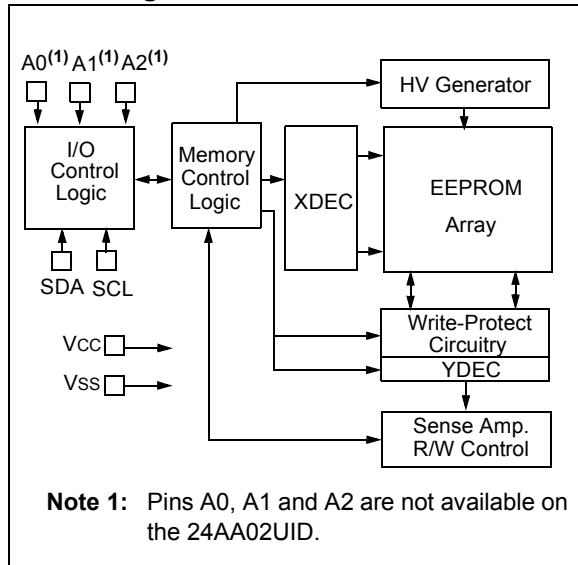 A0(1) A1(1) A2(1)
HV Generator
I/O
Control
Logic
Memory
Control
Logic
XDEC
EEPROM
Array
SDA SCL
Write-Protect
Circuitry
YDEC
VCC
VSS
Sense Amp.
R/W Control
Note 1: Pins A0, A1 and A2 are not available on
the 24AA02UID.